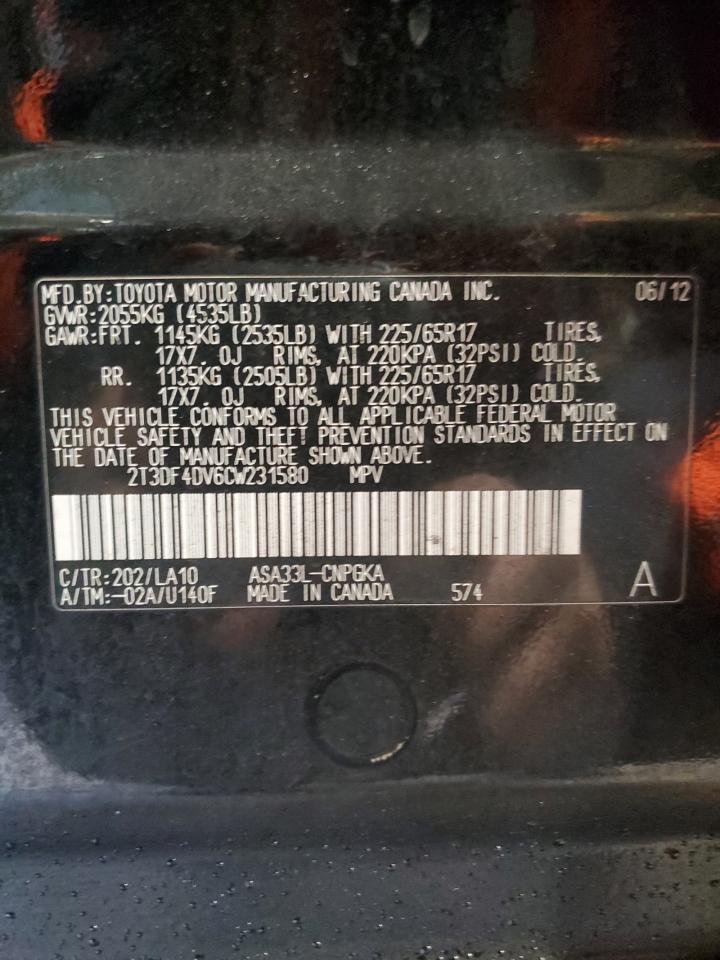 MFD.BY:TOYOTA MOTOR MANUFACTURING CANADA INC. 06/12
GVWR:2055KG (4535LB)
GAWR:FRT. 1145KG (2535LB) WITH 225/65R17 TIRES,
17X7. 0J RIMS, AT 220KPA (32PSI) COLD.
RR. 1135KG (2505LB) WITH 225/65R17 TIRES,
17X7. 0J RIMS, AT 220KPA (32PSI) COLD.
THIS VEHICLE CONFORMS TO ALL APPLICABLE FEDERAL MOTOR
VEHICLE SAFETY AND THEFT PREVENTION STANDARDS IN EFFECT ON
THE DATE OF MANUFACTURE SHOWN ABOVE.
2T3DF4DV6CW231580 MPV
C/TR:202/LA10 ASA33L-CNPGKA
A/TM:-02A/U140F MADE IN CANADA 574 A